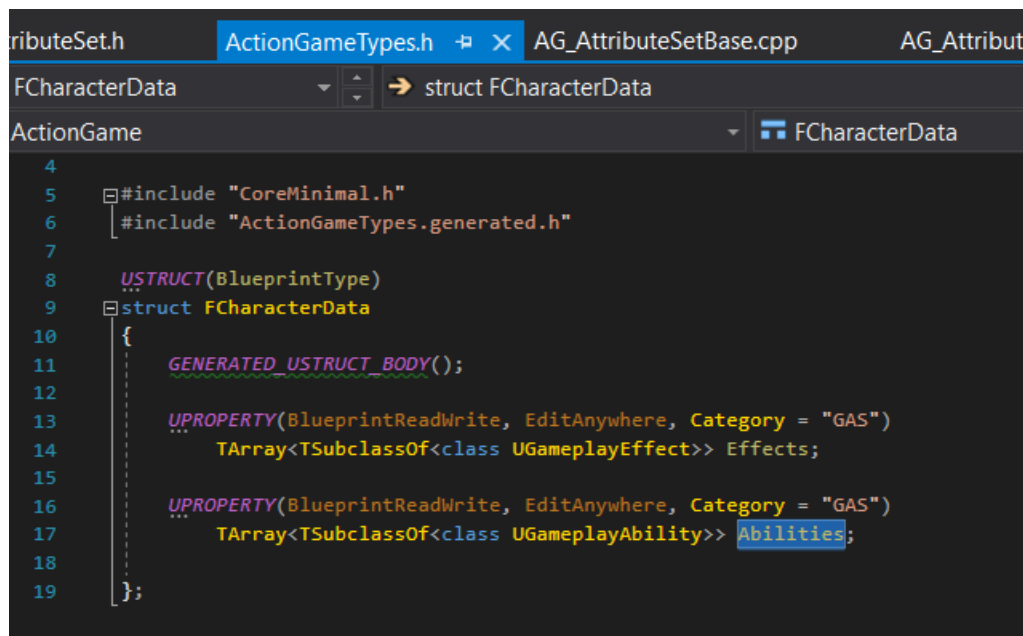 tributeSet.h ActionGameTypes.h AG_AttributeSetBase.cpp AG_Attribut
FCharacterData struct FCharacterData
ActionGame FCharacterData
4
5 #include "CoreMinimal.h"
6 #include "ActionGameTypes.generated.h"
7
8 USTRUCT(BlueprintType)
9 struct FCharacterData
10 {
11 GENERATED_USTRUCT_BODY();
12
13 UPROPERTY(BlueprintReadWrite, EditAnywhere, Category = "GAS")
14 TArray<TSubclassOf<class UGameplayEffect>> Effects;
15
16 UPROPERTY(BlueprintReadWrite, EditAnywhere, Category = "GAS")
17 TArray<TSubclassOf<class UGameplayAbility>> Abilities;
18
19 };